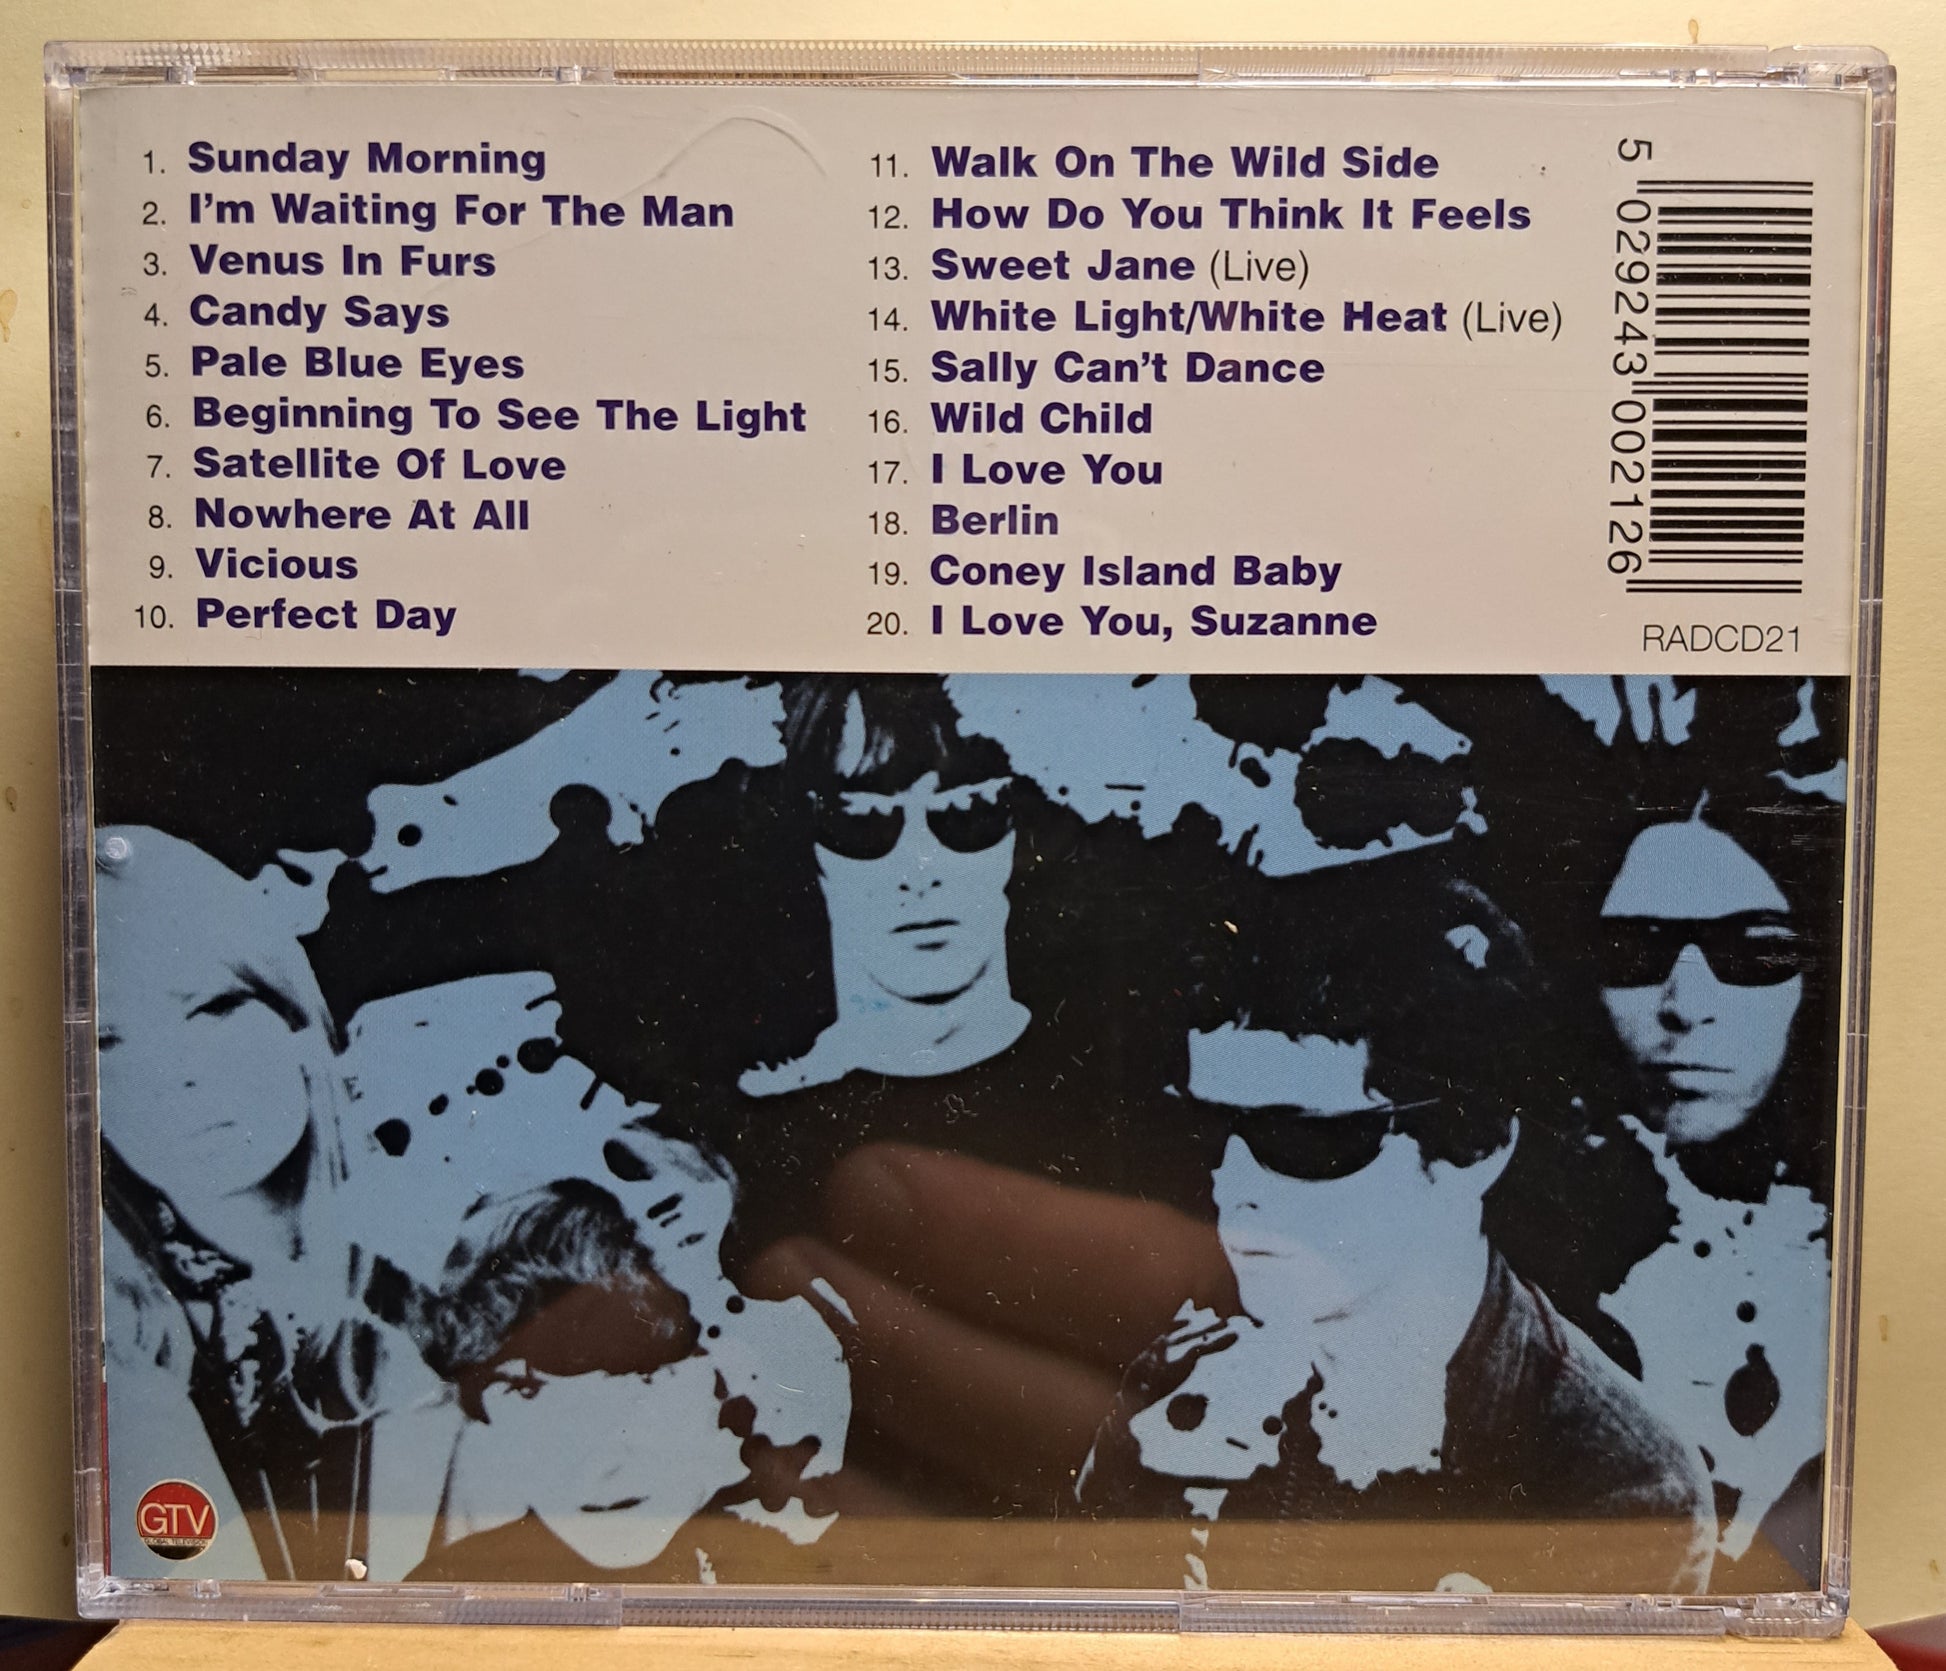 1. Sunday Morning
2. I'm Waiting For The Man
3. Venus In Furs
4. Candy Says
5. Pale Blue Eyes
6. Beginning To See The Light
7. Satellite Of Love
8. Nowhere At All
9. Vicious
10. Perfect Day
11. Walk On The Wild Side
12. How Do You Think It Feels
13. Sweet Jane (Live)
14. White Light/White Heat (Live)
15. Sally Can't Dance
16. Wild Child
17. I Love You
18. Berlin
19. Coney Island Baby
20. I Love You, Suzanne
5 029243 002126
RADCD21
GTV
GLOBAL TELEVISION